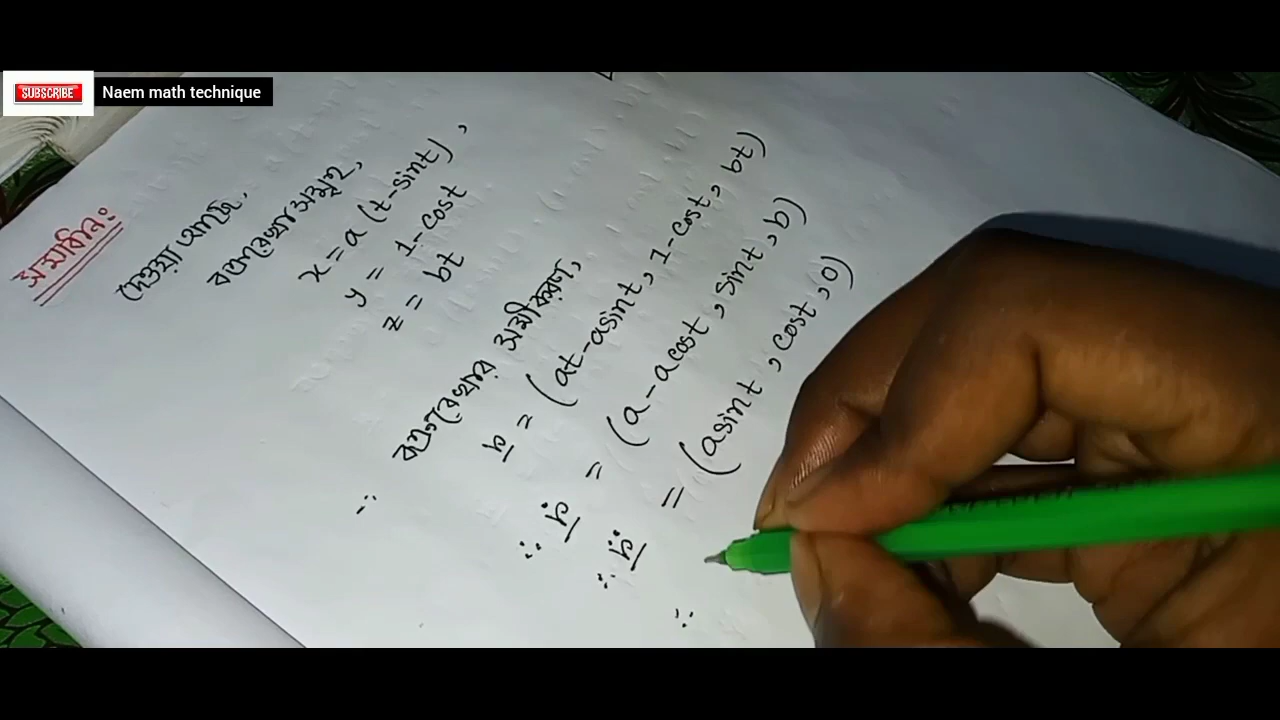 SUBSCRIBE
Naem math technique
সমাধানঃ
দেওয়া আছে,
বক্ররেখা সমূহ,
x = a (t-sint) ,
y = 1-cost
z = bt
∴ বক্ররেখার সমীকরণ,
r = (at-asint, 1-cost, bt)
∴ ṙ = (a-acost, sint, b)
∴ r̈ = (asint, cost, 0)
∴